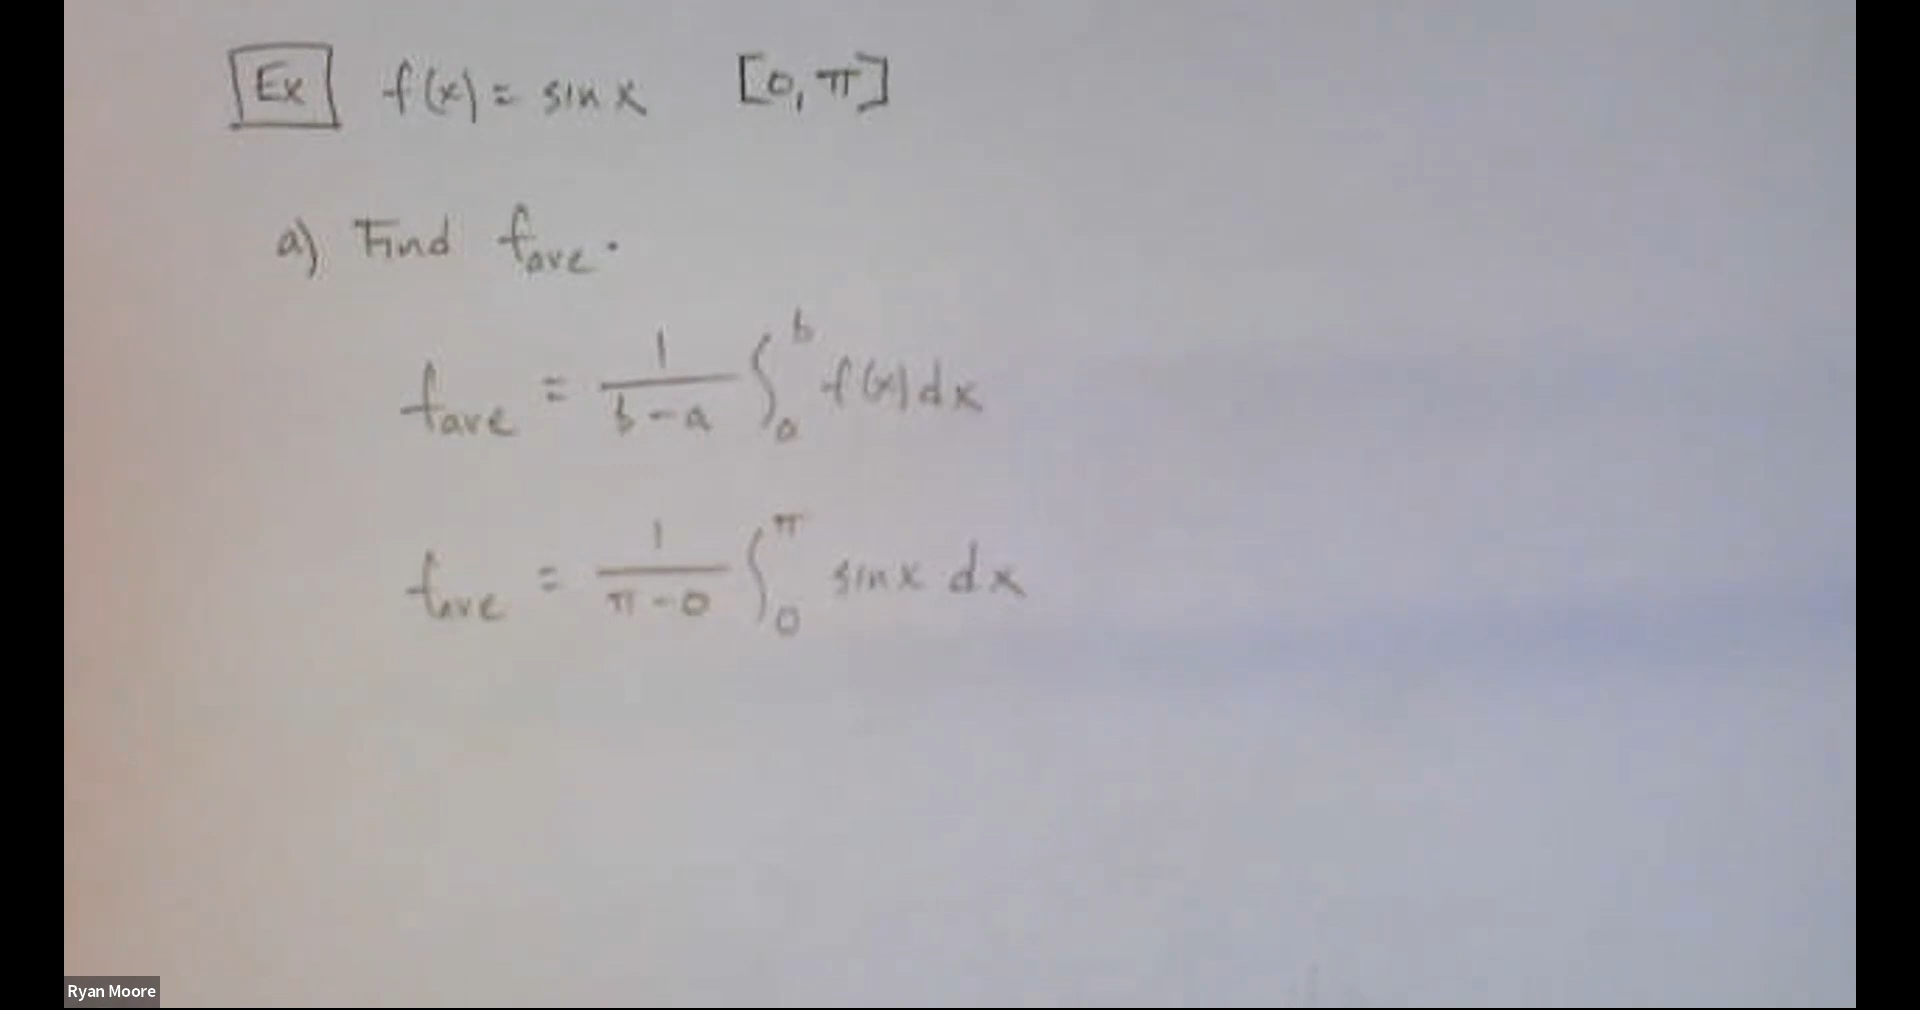 Ex f(x) = sin x [0, π]
a) Find fave.
fave = 1/(b-a) ∫_a^b f(x) dx
fave = 1/(π-0) ∫_0^π sin x dx
Ryan Moore